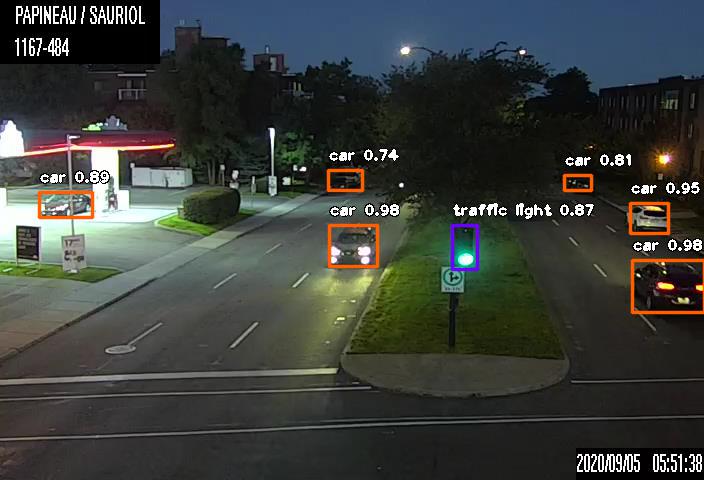 PAPINEAU / SAURIOL
1167-484
car 0.74
car 0.81
car 0.89
car 0.95
car 0.98
traffic light 0.87
car 0.98
17
2020/09/05 05:51:38